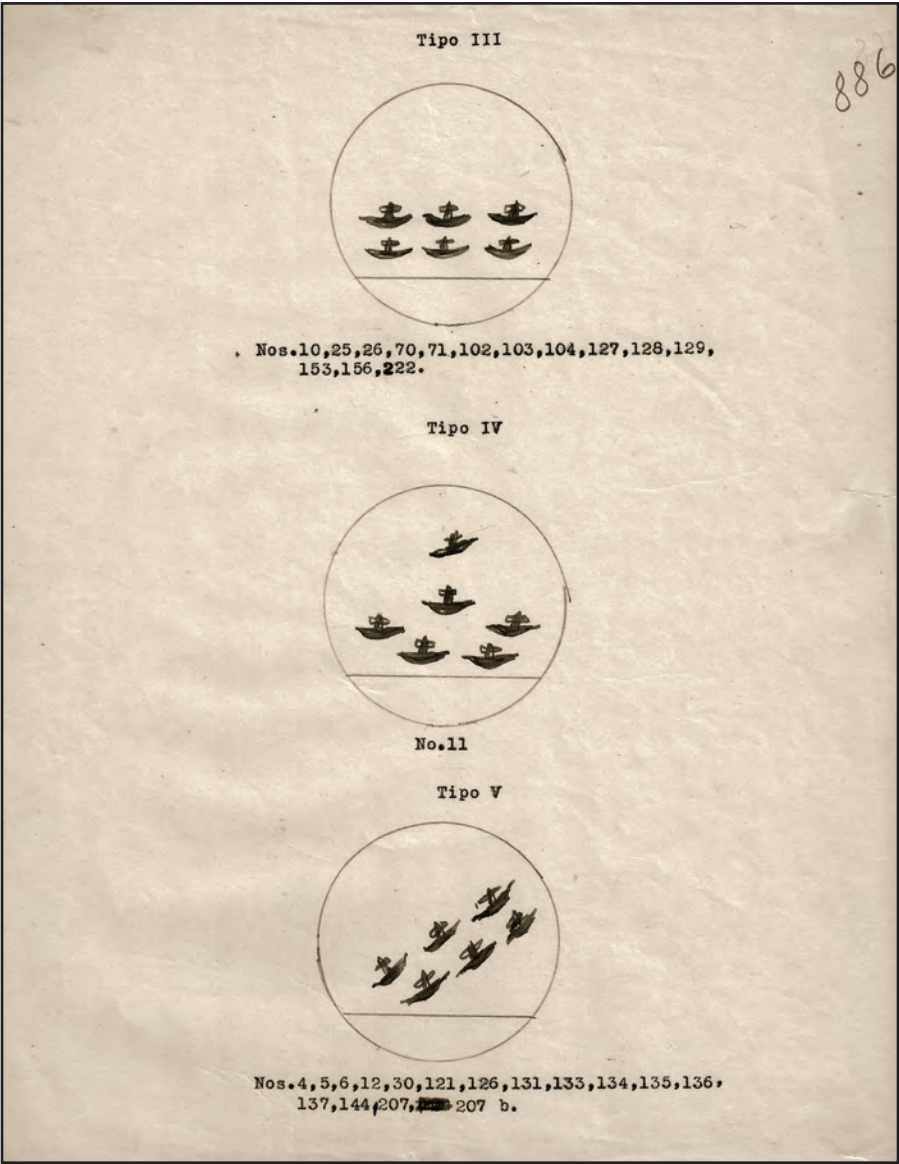 Tipo III
886
Nos.10,25,26,70,71,102,103,104,127,128,129,
153,156,222.
Tipo IV
No.11
Tipo V
Nos.4,5,6,12,30,121,126,131,133,134,135,136,
137,144,207, 207 b.